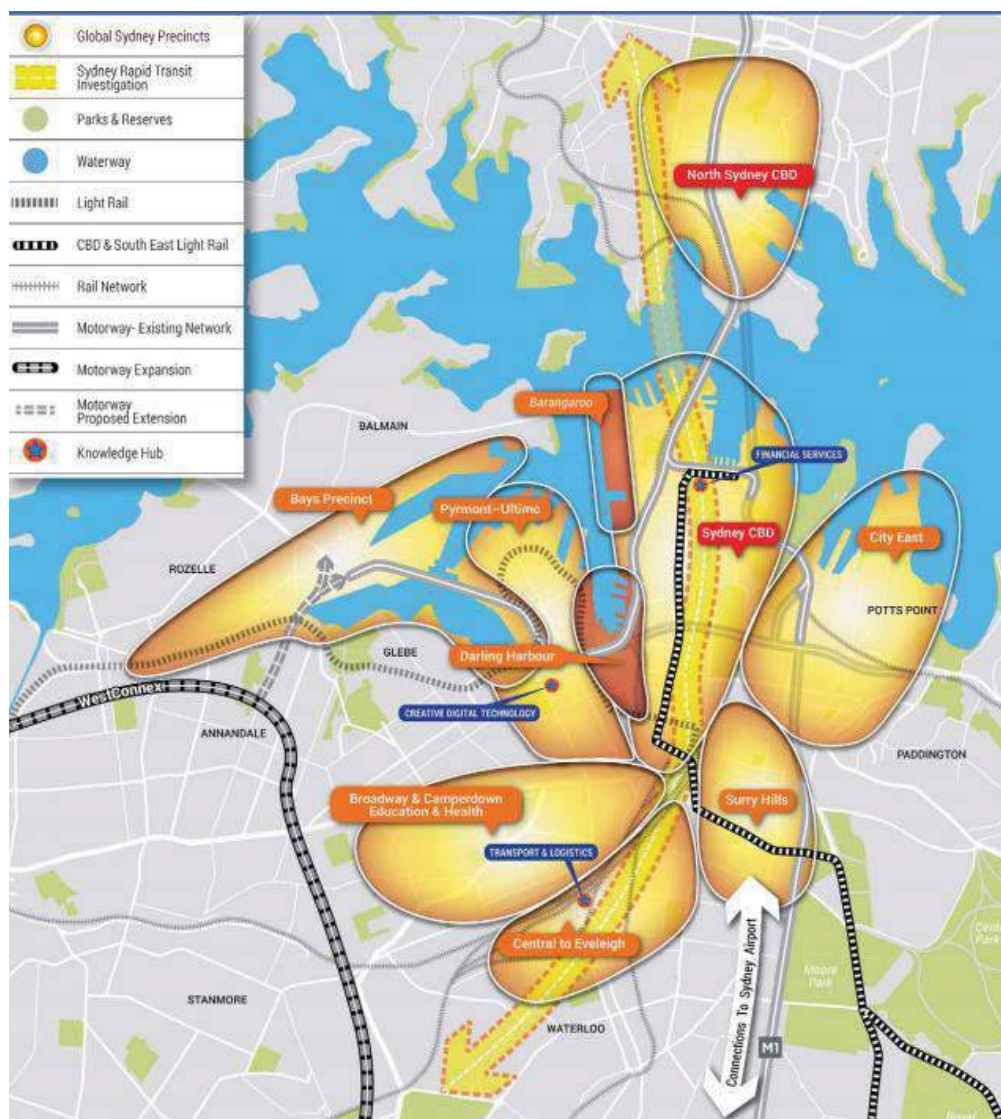 Global Sydney Precincts
Sydney Rapid Transit
Investigation
Parks & Reserves
Waterway
Light Rail
CBD & South East Light Rail
Rail Network
Motorway- Existing Network
Motorway Expansion
Motorway
Proposed Extension
Knowledge Hub
North Sydney CBD
Barangaroo
BALMAIN
FINANCIAL SERVICES
Bays Precinct
Pyrmont-Ultimo
Sydney CBD
City East
ROZELLE
POTTS POINT
GLEBE
Darling Harbour
WestConnex
CREATIVE DIGITAL TECHNOLOGY
ANNANDALE
PADDINGTON
Broadway & Camperdown
Education & Health
Surry Hills
TRANSPORT & LOGISTICS
Central to Eveleigh
Connections To Sydney Airport
Moore
Park
Park
STANMORE
WATERLOO
M1